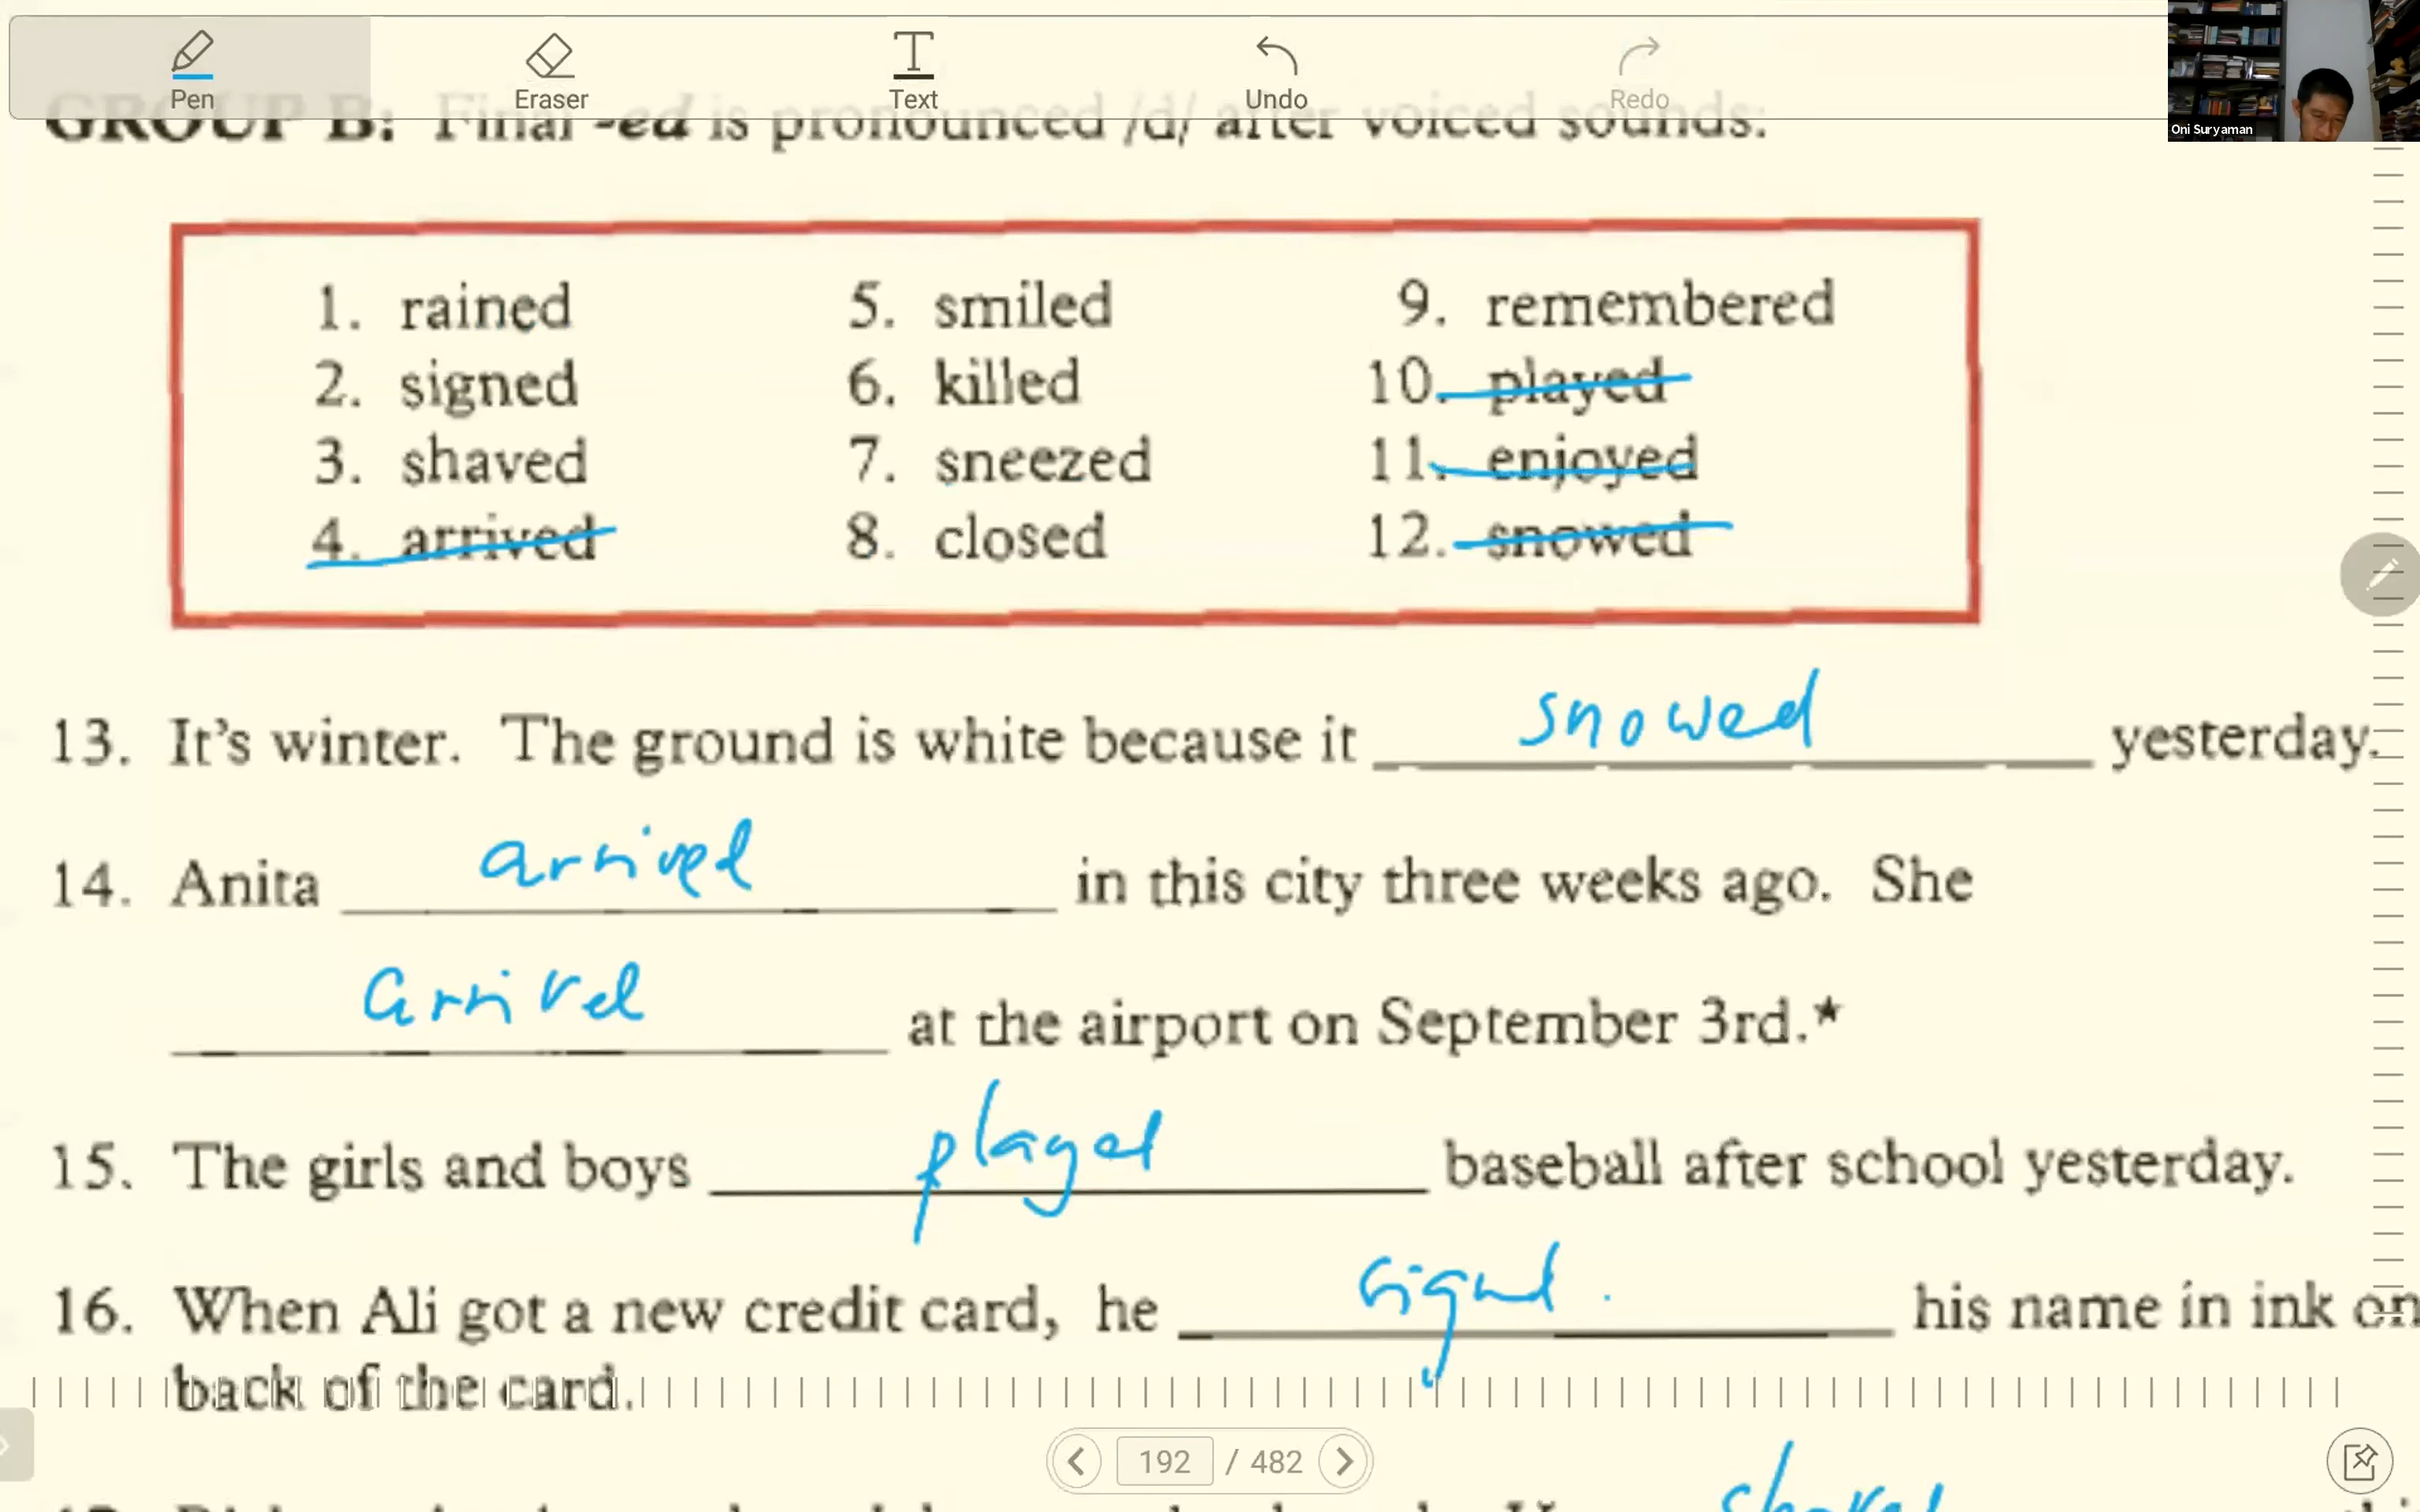 Pen Eraser Text Undo Redo
Oni Suryaman
GROUP B: Final -ed is pronounced /d/ after voiced sounds:
1. rained 5. smiled 9. remembered
2. signed 6. killed 10. played
3. shaved 7. sneezed 11. enjoyed
4. arrived 8. closed 12. snowed
13. It's winter. The ground is white because it snowed yesterday.
14. Anita arrived in this city three weeks ago. She
arrived at the airport on September 3rd.*
15. The girls and boys played baseball after school yesterday.
16. When Ali got a new credit card, he signed his name in ink on
back of the card.
192 / 482
shaved